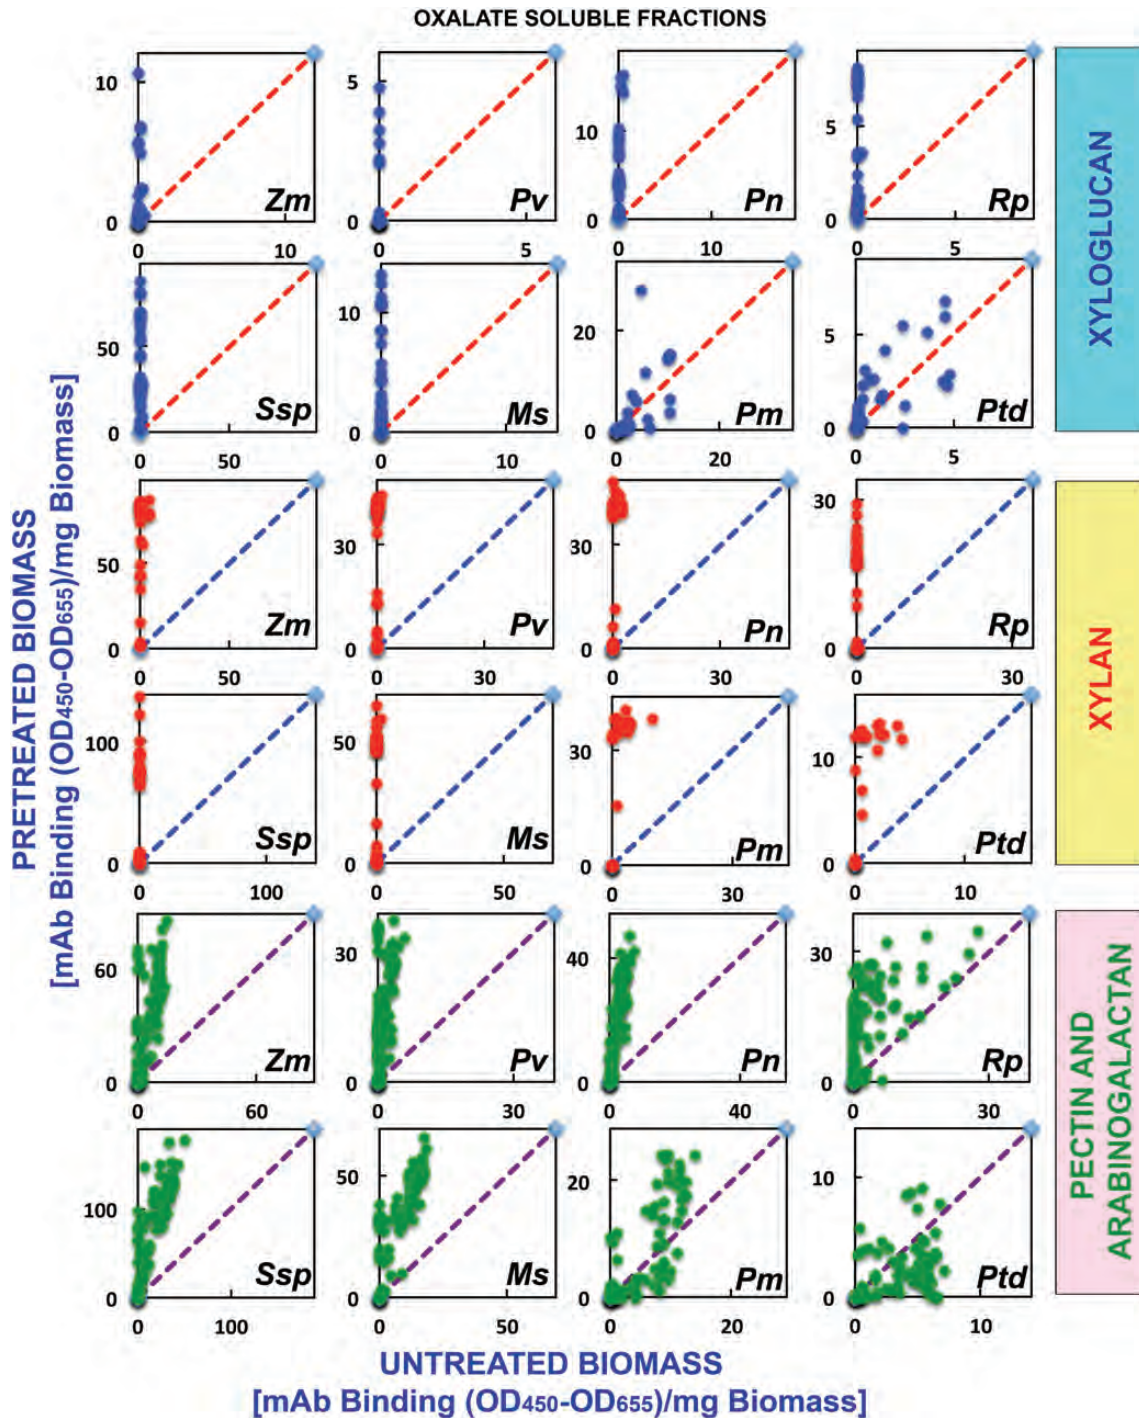 OXALATE SOLUBLE FRACTIONS
PRETREATED BIOMASS
[mAb Binding (OD450-OD655)/mg Biomass]
10
0
Zm
0
10
5
0
Pv
0
5
10
0
Pn
0
10
5
0
Rp
0
5
XYLOGLUCAN
50
0
Ssp
0
50
10
0
Ms
0
10
20
0
Pm
0
20
5
0
Ptd
0
5
50
0
Zm
0
50
30
0
Pv
0
30
30
0
Pn
0
30
30
0
Rp
0
30
XYLAN
100
0
Ssp
0
100
50
0
Ms
0
50
30
0
Pm
0
30
10
0
Ptd
0
10
60
0
Zm
0
60
30
0
Pv
0
30
40
0
Pn
0
40
30
0
Rp
0
30
PECTIN AND
ARABINOGALACTAN
100
0
Ssp
0
100
50
0
Ms
0
50
20
0
Pm
0
20
10
0
Ptd
0
10
UNTREATED BIOMASS
[mAb Binding (OD450-OD655)/mg Biomass]